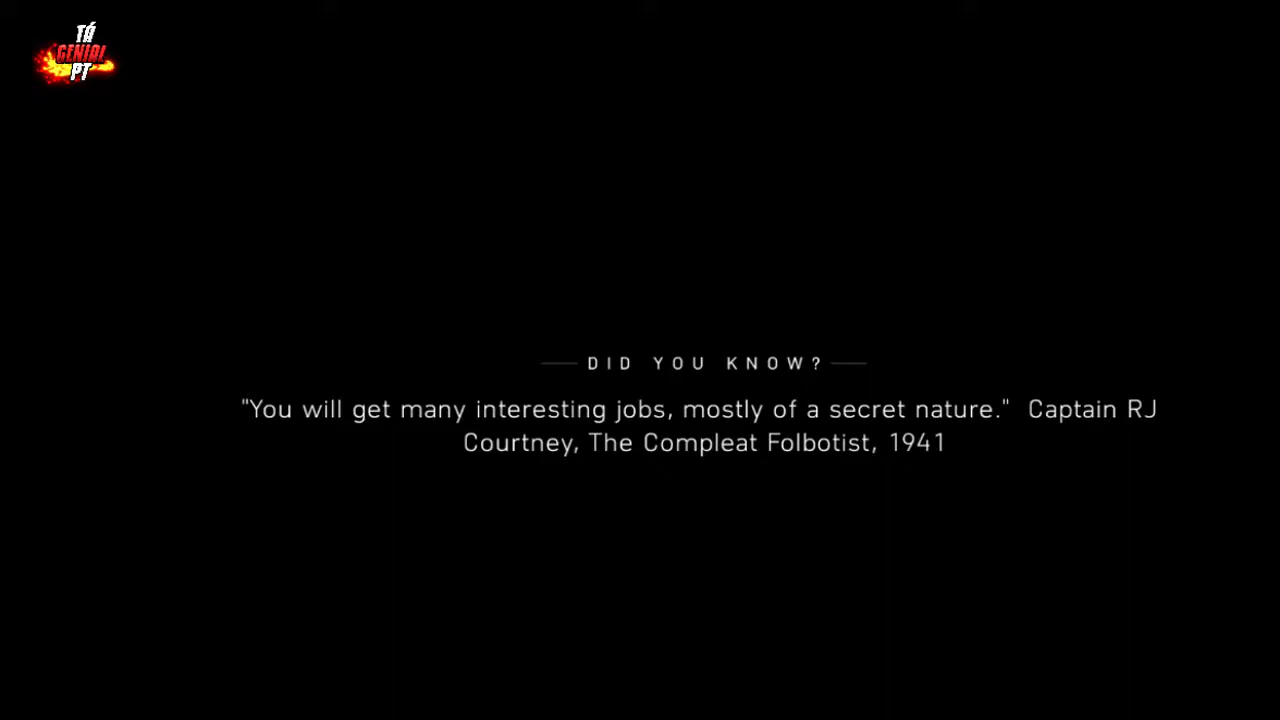 TÁ
GENIAL
PT
DID YOU KNOW?
"You will get many interesting jobs, mostly of a secret nature." Captain RJ
Courtney, The Compleat Folbotist, 1941